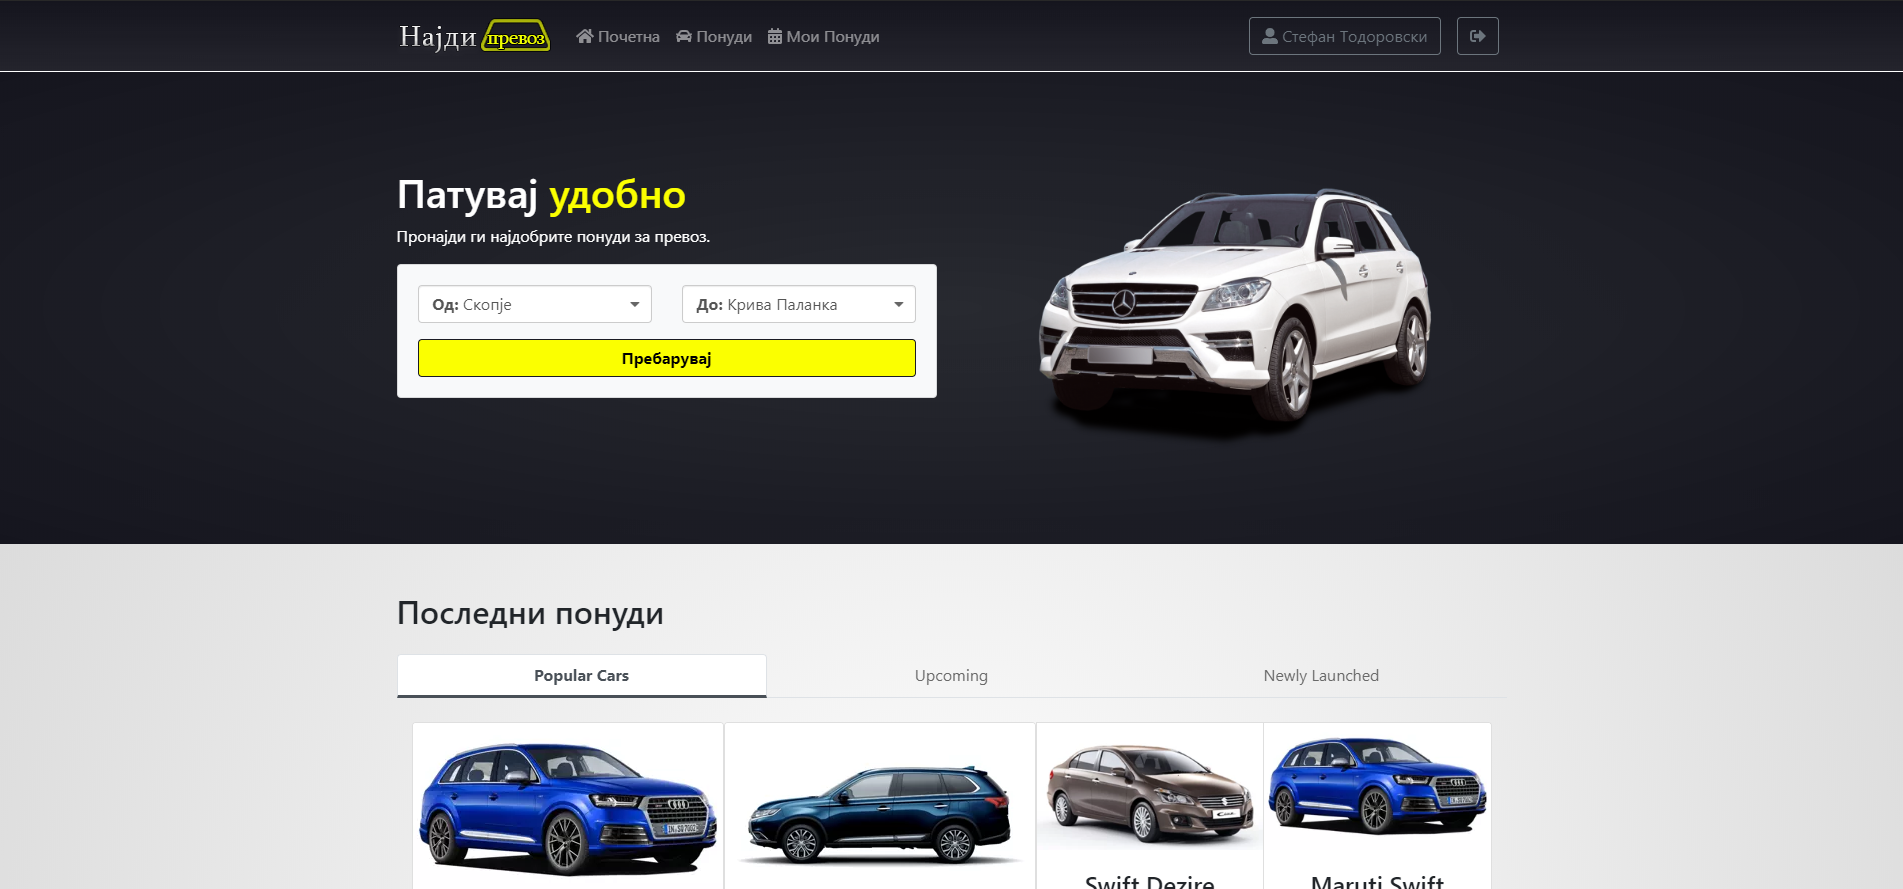 Најди превоз
Почетна
Понуди
Мои Понуди
Стефан Тодоровски
Патувај удобно
Пронајди ги најдобрите понуди за превоз.
Од: Скопје
До: Крива Паланка
Пребарувај
Последни понуди
Popular Cars
Upcoming
Newly Launched
Swift Dezire
Maruti Swift